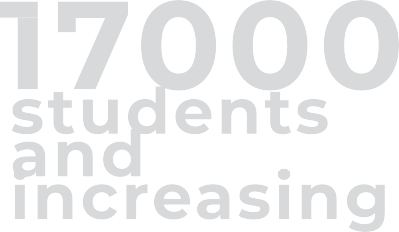 17000
students
and
increasing